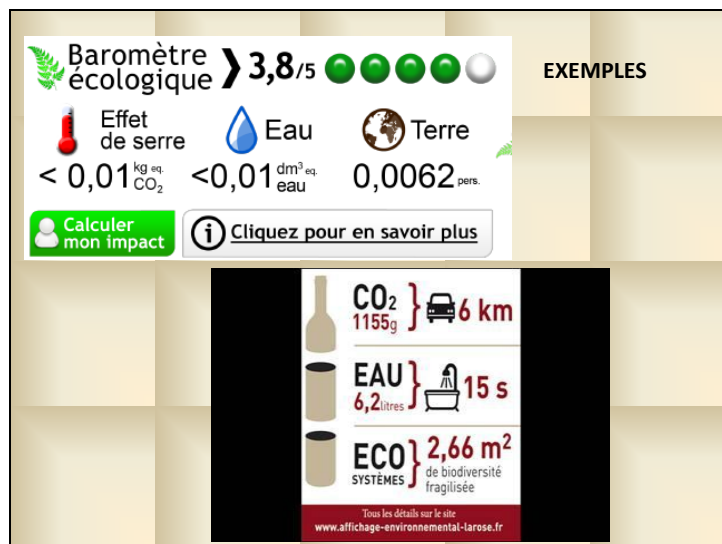 Baromètre
écologique ❯ 3,8/5
EXEMPLES
Effet
de serre
Eau
Terre
< 0,01 kg eq. CO₂
<0,01 dm³ eq. eau
0,0062 pers.
Calculer
mon impact
i Cliquez pour en savoir plus
CO₂ } 6 km
1155g
EAU } 15 s
6,2litres
ECO } 2,66 m²
SYSTÈMES
de biodiversité
fragilisée
Tous les détails sur le site
www.affichage-environnemental-larose.fr